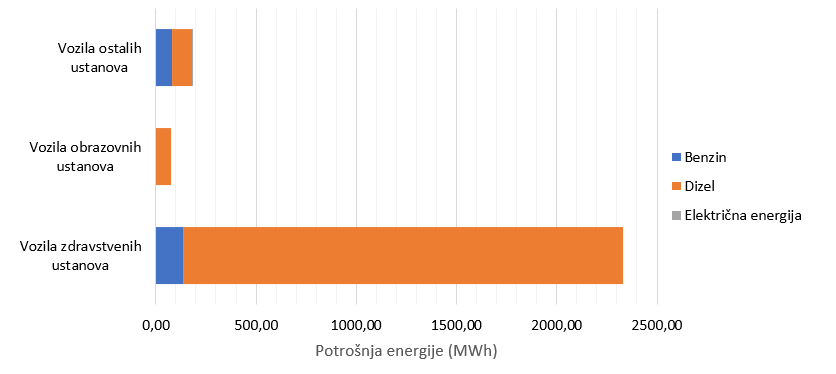 Vozila ostalih
ustanova
Vozila obrazovnih
ustanova
Vozila zdravstvenih
ustanova
0,00 500,00 1000,00 1500,00 2000,00 2500,00
Potrošnja energije (MWh)
Benzin
Dizel
Električna energija